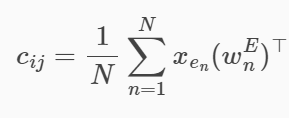 c_{ij} = \frac{1}{N} \sum_{n=1}^{N} x_{e_n} (w_n^E)^\top